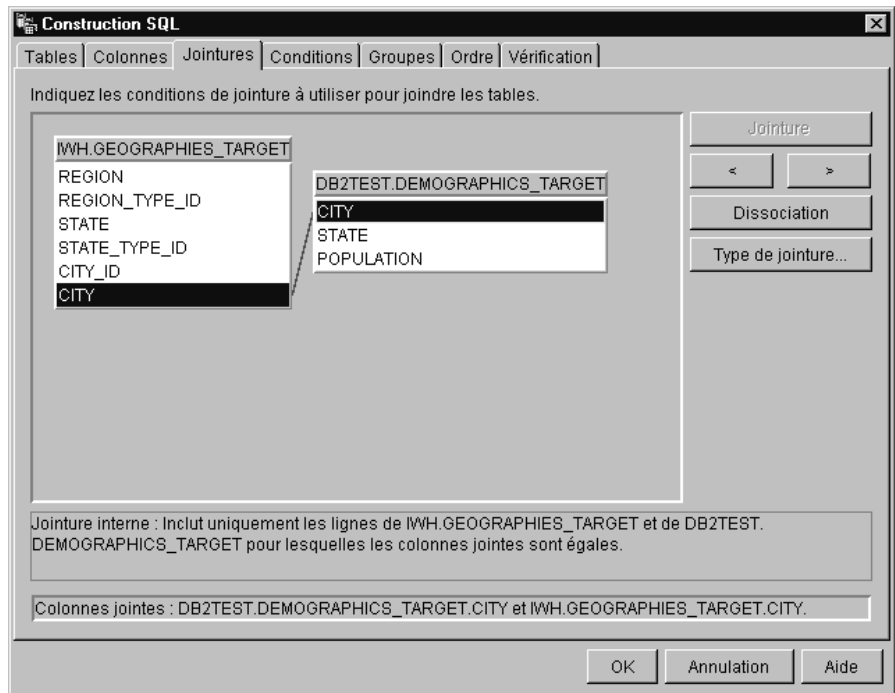 Construction SQL
Tables Colonnes Jointures Conditions Groupes Ordre Vérification
Indiquez les conditions de jointure à utiliser pour joindre les tables.
IWH.GEOGRAPHIES_TARGET
REGION
REGION_TYPE_ID
STATE
STATE_TYPE_ID
CITY_ID
CITY
DB2TEST.DEMOGRAPHICS_TARGET
CITY
STATE
POPULATION
Jointure
< >
Dissociation
Type de jointure...
Jointure interne : Inclut uniquement les lignes de IWH.GEOGRAPHIES_TARGET et de DB2TEST.
DEMOGRAPHICS_TARGET pour lesquelles les colonnes jointes sont égales.
Colonnes jointes : DB2TEST.DEMOGRAPHICS_TARGET.CITY et IWH.GEOGRAPHIES_TARGET.CITY.
OK Annulation Aide